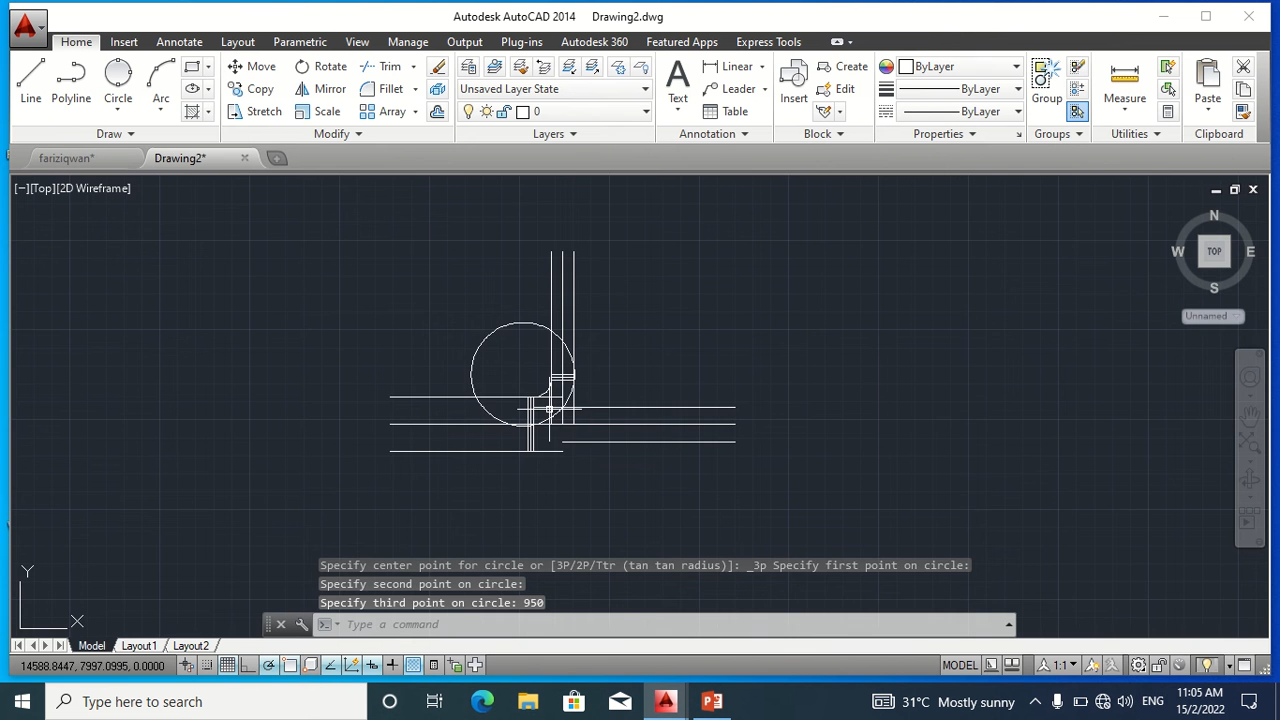 Autodesk AutoCAD 2014 Drawing2.dwg
Home Insert Annotate Layout Parametric View Manage Output Plug-ins Autodesk 360 Featured Apps Express Tools
Line Polyline Circle Arc
Move Rotate Trim
Copy Mirror Fillet
Stretch Scale Array
Unsaved Layer State
0
Text
Linear
Leader
Table
Insert
Create
Edit
ByLayer
ByLayer
ByLayer
Group
Measure
Paste
Draw Modify Layers Annotation Block Properties Groups Utilities Clipboard
fariziqwan* Drawing2*
[−][Top][2D Wireframe]
N
W TOP E
S
Unnamed
Y
X
Specify center point for circle or [3P/2P/Ttr (tan tan radius)]: _3p Specify first point on circle:
Specify second point on circle:
Specify third point on circle: 950
Type a command
Model Layout1 Layout2
14588.8447, 7997.0995, 0.0000 MODEL 1:1
Type here to search
31°C Mostly sunny ENG
11:05 AM
15/2/2022